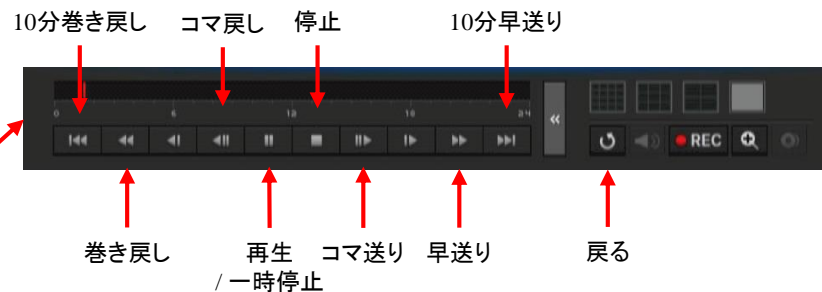 10分巻き戻し コマ戻し 停止 10分早送り
0 6 12 18 24
REC
巻き戻し 再生 コマ送り 早送り 戻る
/ 一時停止